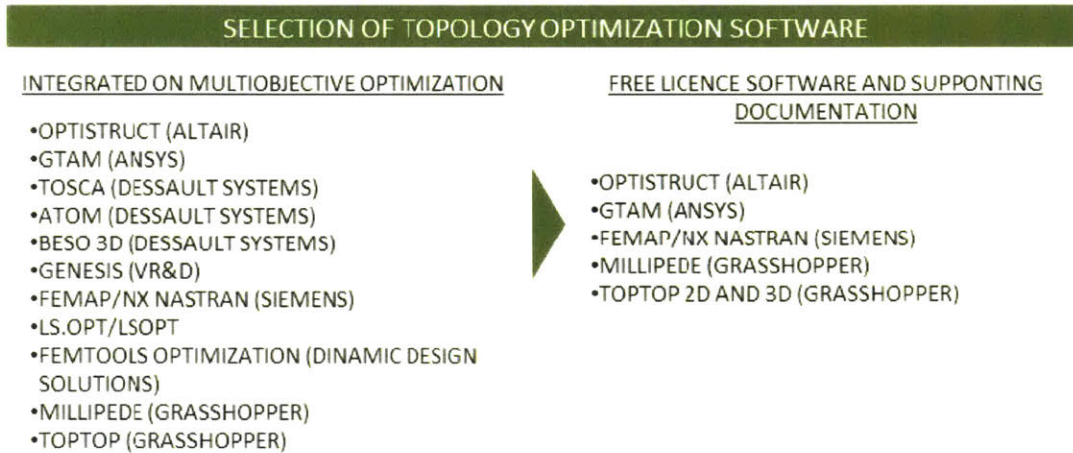 SELECTION OF TOPOLOGY OPTIMIZATION SOFTWARE
INTEGRATED ON MULTIOBJECTIVE OPTIMIZATION
•OPTISTRUCT (ALTAIR)
•GTAM (ANSYS)
•TOSCA (DESSAULT SYSTEMS)
•ATOM (DESSAULT SYSTEMS)
•BESO 3D (DESSAULT SYSTEMS)
•GENESIS (VR&D)
•FEMAP/NX NASTRAN (SIEMENS)
•LS.OPT/LSOPT
•FEMTOOLS OPTIMIZATION (DINAMIC DESIGN
SOLUTIONS)
•MILLIPEDE (GRASSHOPPER)
•TOPTOP (GRASSHOPPER)
FREE LICENCE SOFTWARE AND SUPPORTING
DOCUMENTATION
•OPTISTRUCT (ALTAIR)
•GTAM (ANSYS)
•FEMAP/NX NASTRAN (SIEMENS)
•MILLIPEDE (GRASSHOPPER)
•TOPTOP 2D AND 3D (GRASSHOPPER)